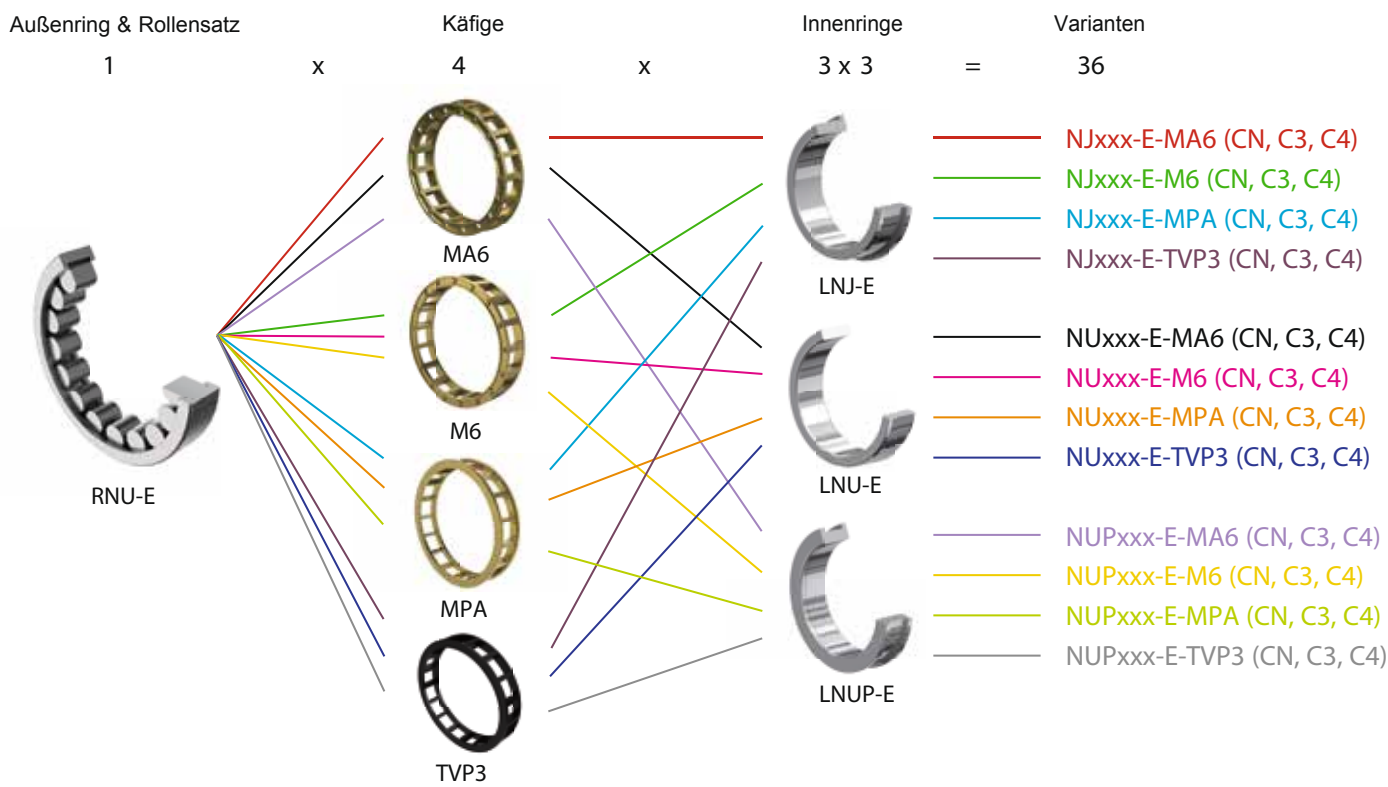 Außenring & Rollensatz Käfige Innenringe Varianten
1 x 4 x 3 x 3 = 36
NJxxx-E-MA6 (CN, C3, C4)
NJxxx-E-M6 (CN, C3, C4)
NJxxx-E-MPA (CN, C3, C4)
MA6
NJxxx-E-TVP3 (CN, C3, C4)
LNJ-E
NUxxx-E-MA6 (CN, C3, C4)
NUxxx-E-M6 (CN, C3, C4)
NUxxx-E-MPA (CN, C3, C4)
M6
NUxxx-E-TVP3 (CN, C3, C4)
LNU-E
RNU-E
NUPxxx-E-MA6 (CN, C3, C4)
NUPxxx-E-M6 (CN, C3, C4)
MPA
NUPxxx-E-MPA (CN, C3, C4)
NUPxxx-E-TVP3 (CN, C3, C4)
LNUP-E
TVP3